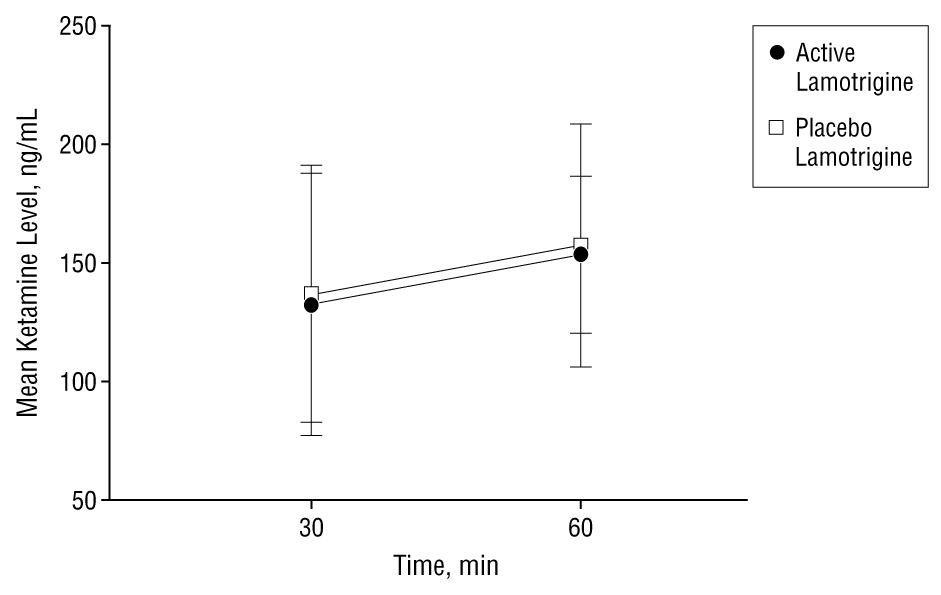 250
200
150
100
50
Mean Ketamine Level, ng/mL
30
60
Time, min
Active
Lamotrigine
Placebo
Lamotrigine